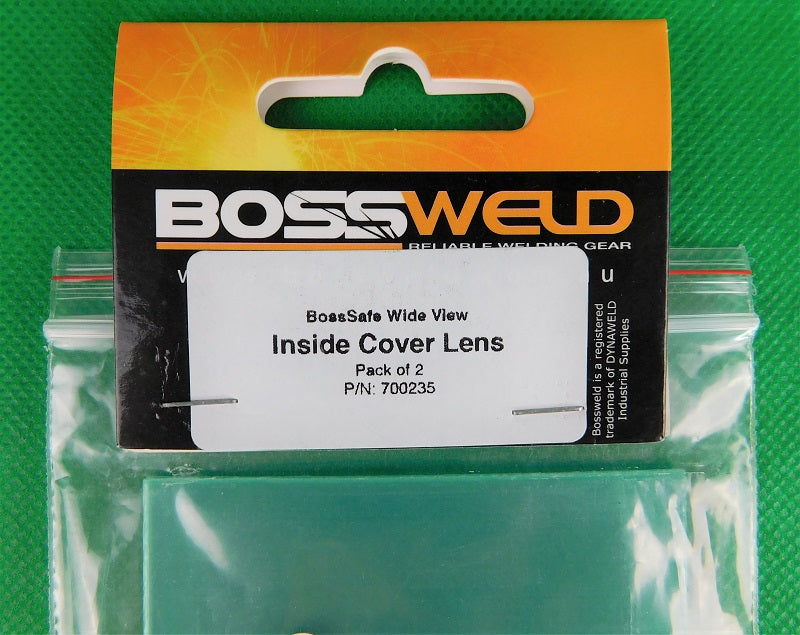 BOSSWELD
RELIABLE WELDING GEAR
BossSafe Wide View
Inside Cover Lens
Pack of 2
P/N: 700235
Bossweld is a registered
trademark of DYNAWELD
Industrial Supplies